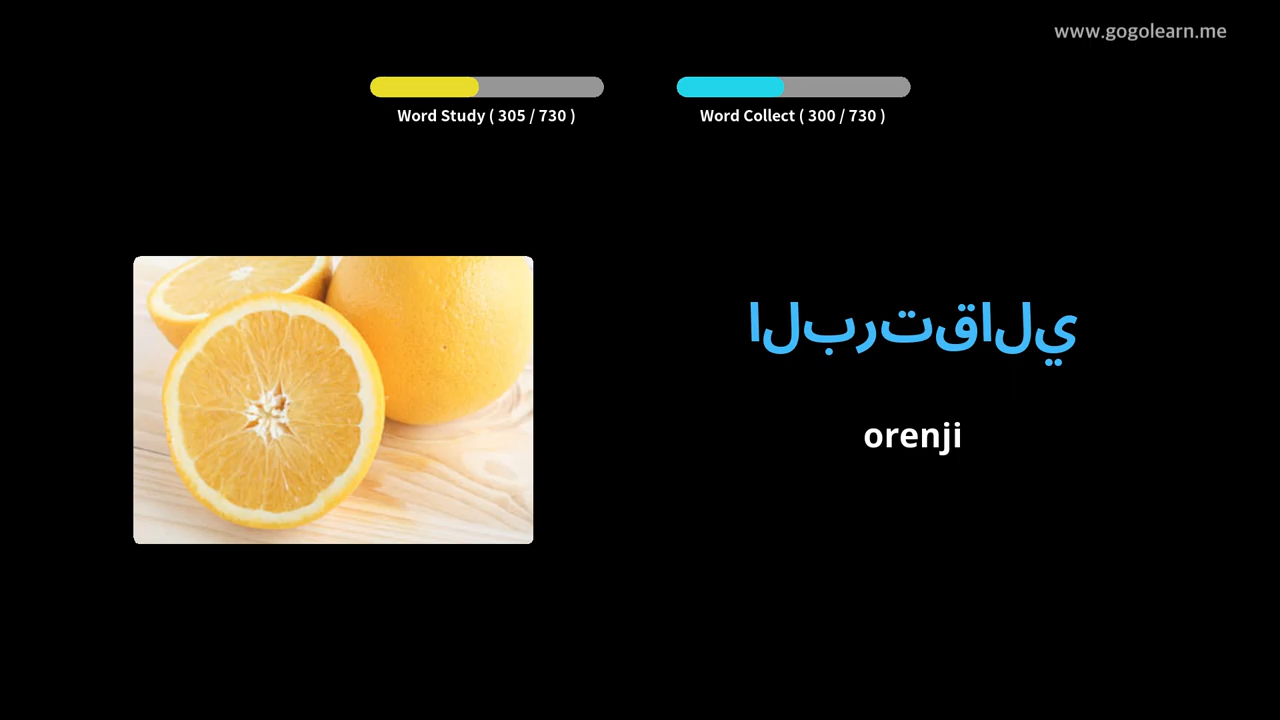 www.gogolearn.me
Word Study ( 305 / 730 )
Word Collect ( 300 / 730 )
البرتقالي
orenji